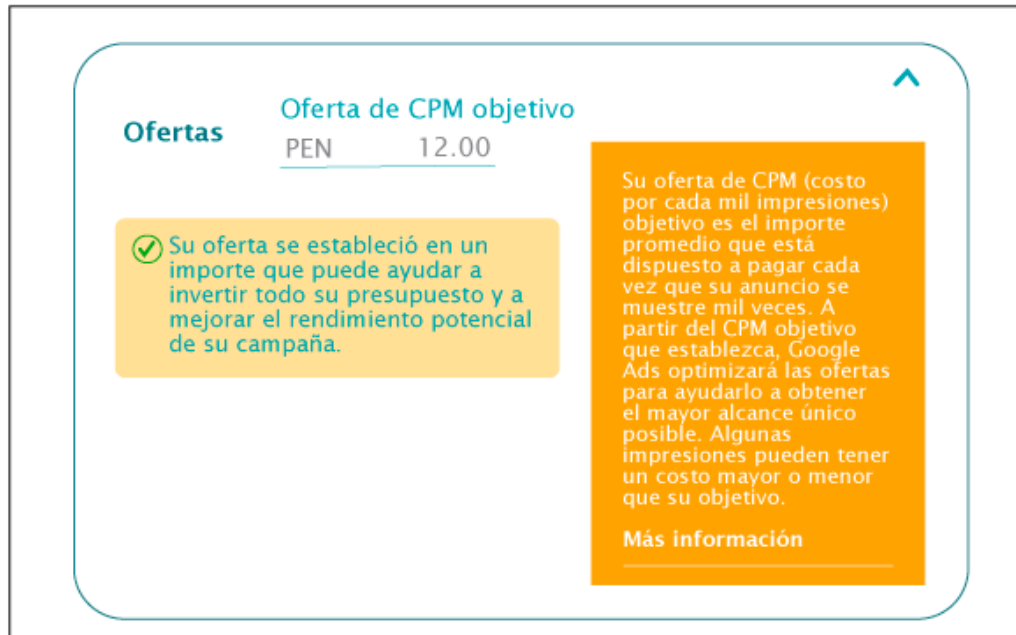 Ofertas
Oferta de CPM objetivo
PEN 12.00
Su oferta se estableció en un
importe que puede ayudar a
invertir todo su presupuesto y a
mejorar el rendimiento potencial
de su campaña.
Su oferta de CPM (costo
por cada mil impresiones)
objetivo es el importe
promedio que está
dispuesto a pagar cada
vez que su anuncio se
muestre mil veces. A
partir del CPM objetivo
que establezca, Google
Ads optimizará las ofertas
para ayudarlo a obtener
el mayor alcance único
posible. Algunas
impresiones pueden tener
un costo mayor o menor
que su objetivo.
Más información